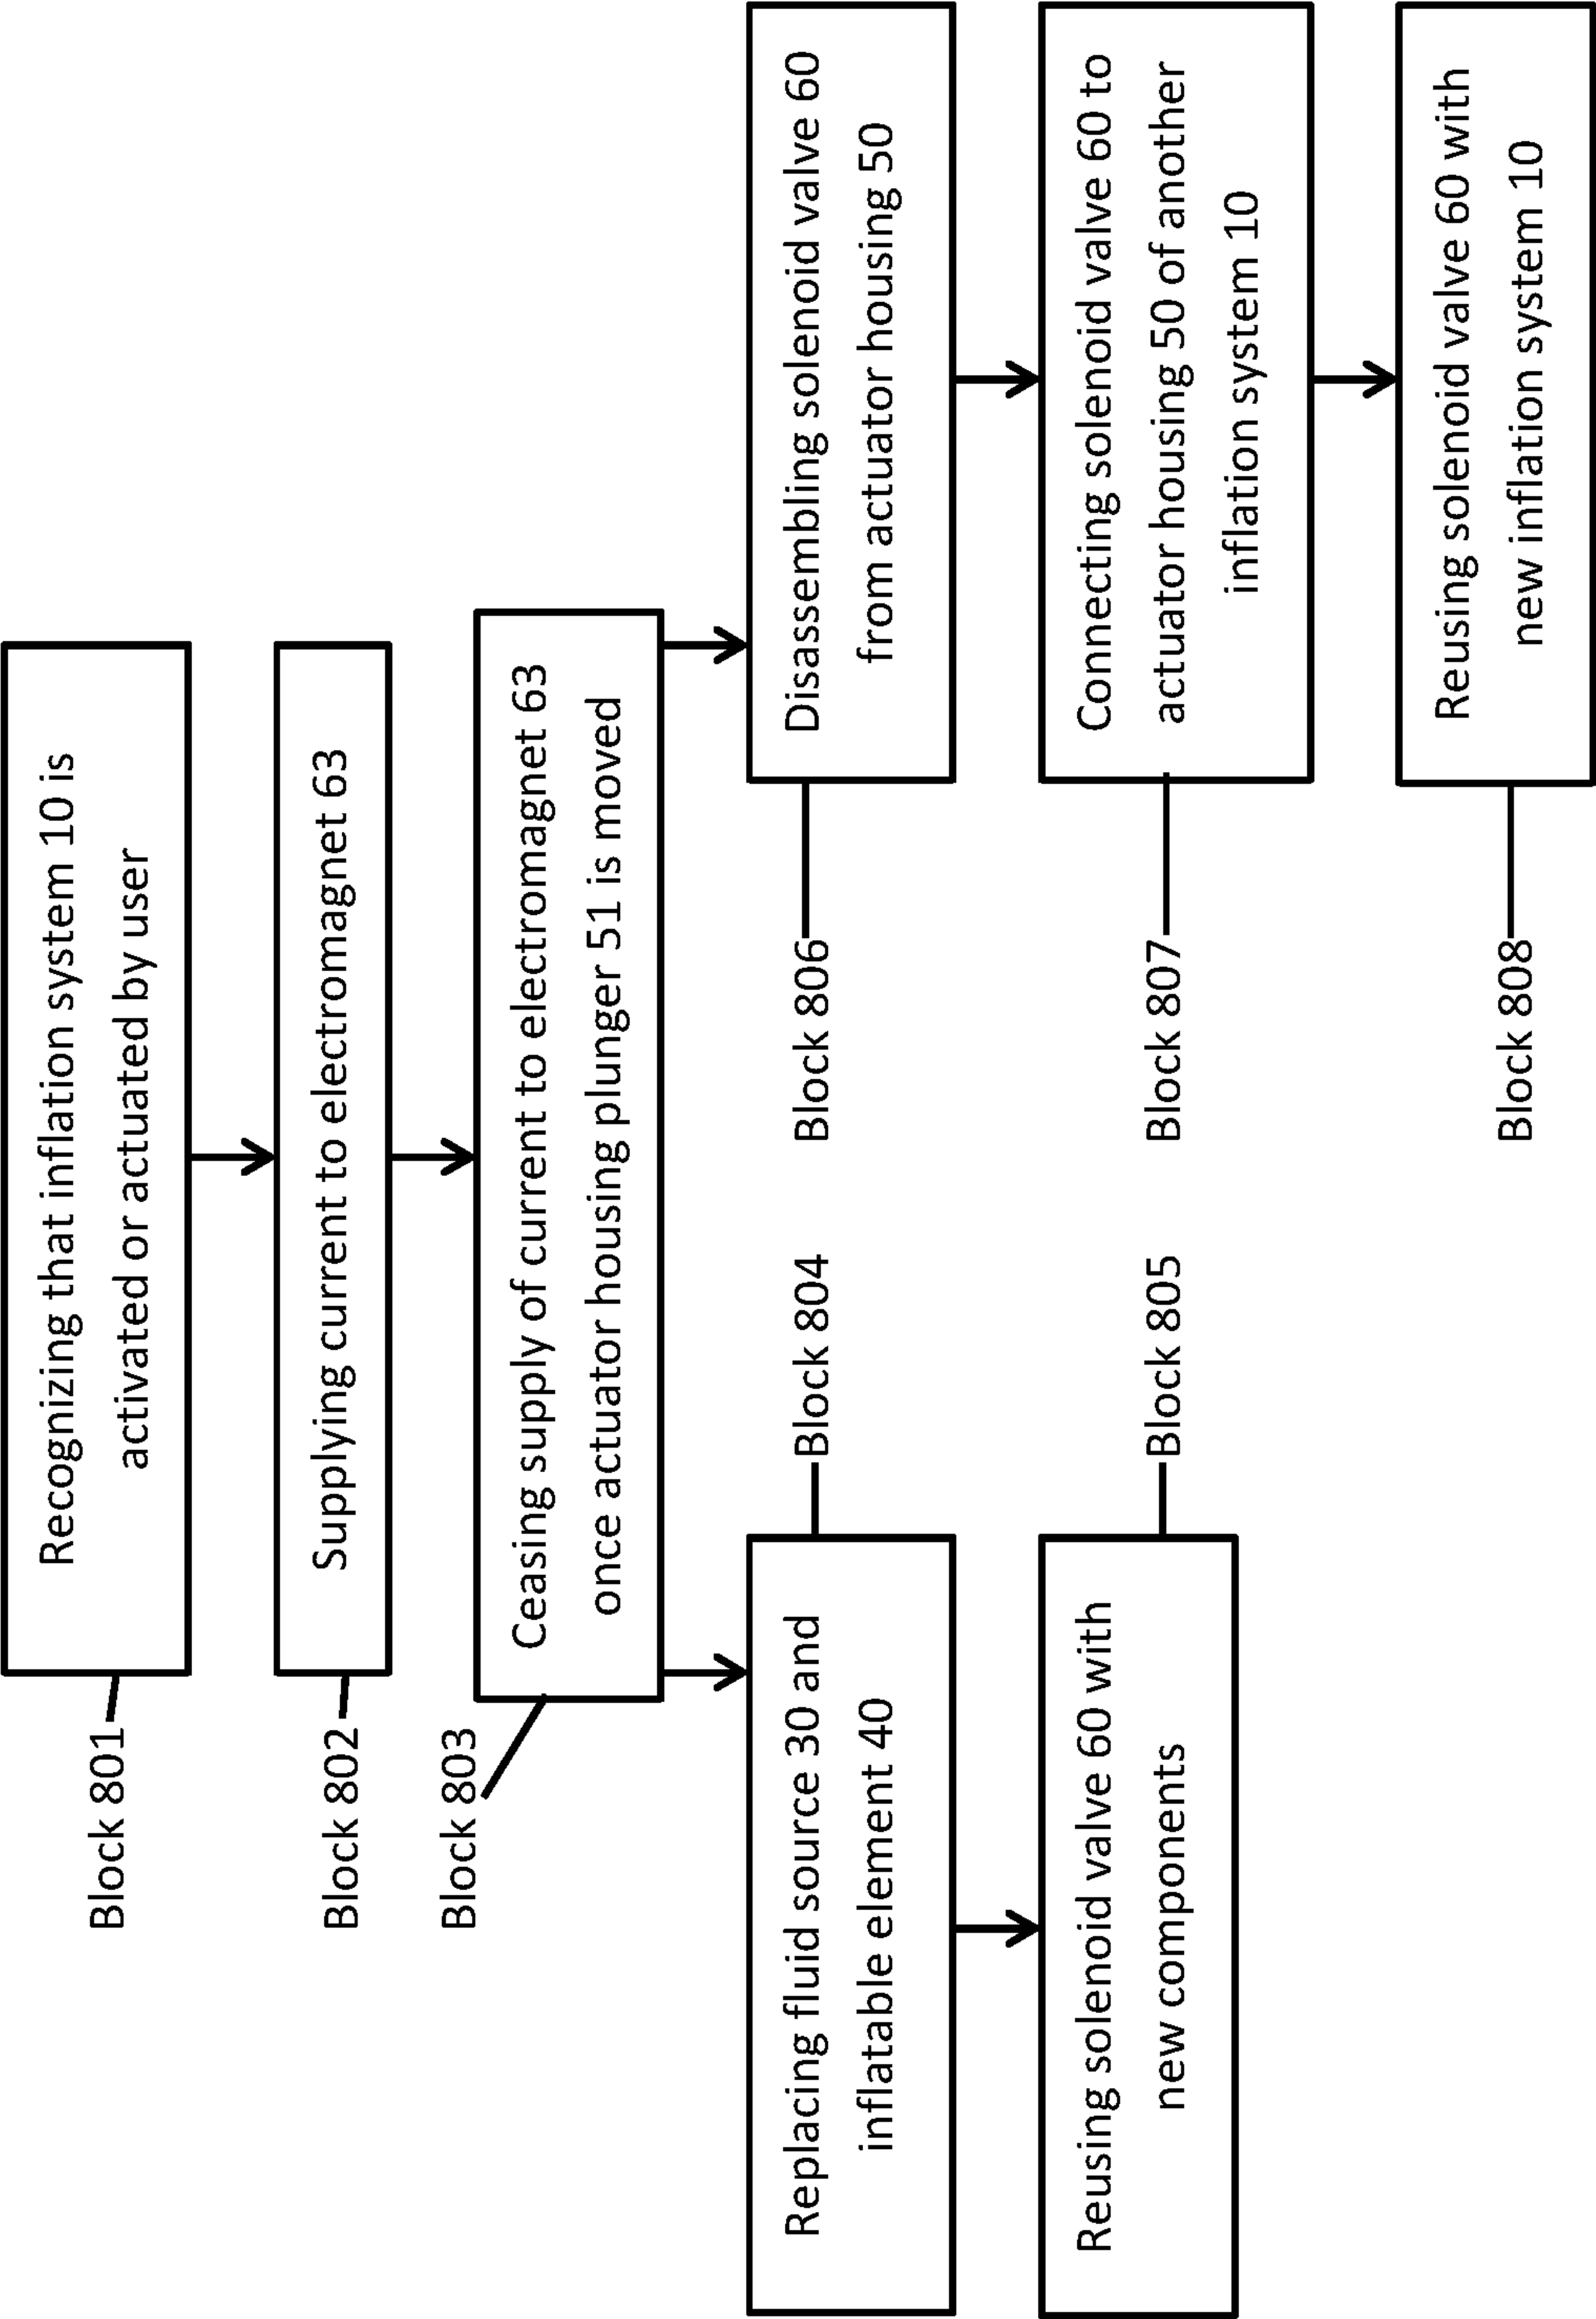 Block 801
Recognizing that inflation system 10 is
activated or actuated by user
Block 802
Supplying current to electromagnet 63
Block 803
Ceasing supply of current to electromagnet 63
once actuator housing plunger 51 is moved
Replacing fluid source 30 and
inflatable element 40
Block 804
Reusing solenoid valve 60 with
new components
Block 805
Block 806
Disassembling solenoid valve 60
from actuator housing 50
Block 807
Connecting solenoid valve 60 to
actuator housing 50 of another
inflation system 10
Block 808
Reusing solenoid valve 60 with
new inflation system 10